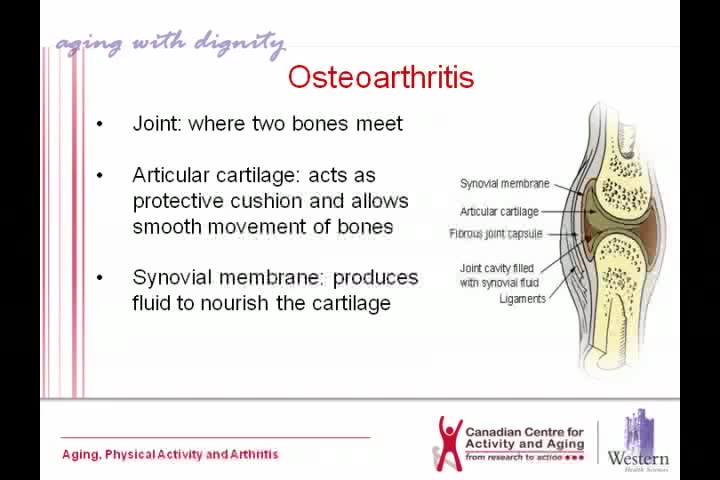 aging with dignity
Osteoarthritis
• Joint: where two bones meet
• Articular cartilage: acts as
protective cushion and allows
smooth movement of bones
• Synovial membrane: produces
fluid to nourish the cartilage
Synovial membrane
Articular cartilage
Fibrous joint capsule
Joint cavity filled
with synovial fluid
Ligaments
Aging, Physical Activity and Arthritis
Canadian Centre for
Activity and Aging
from research to action
Western
Health Sciences